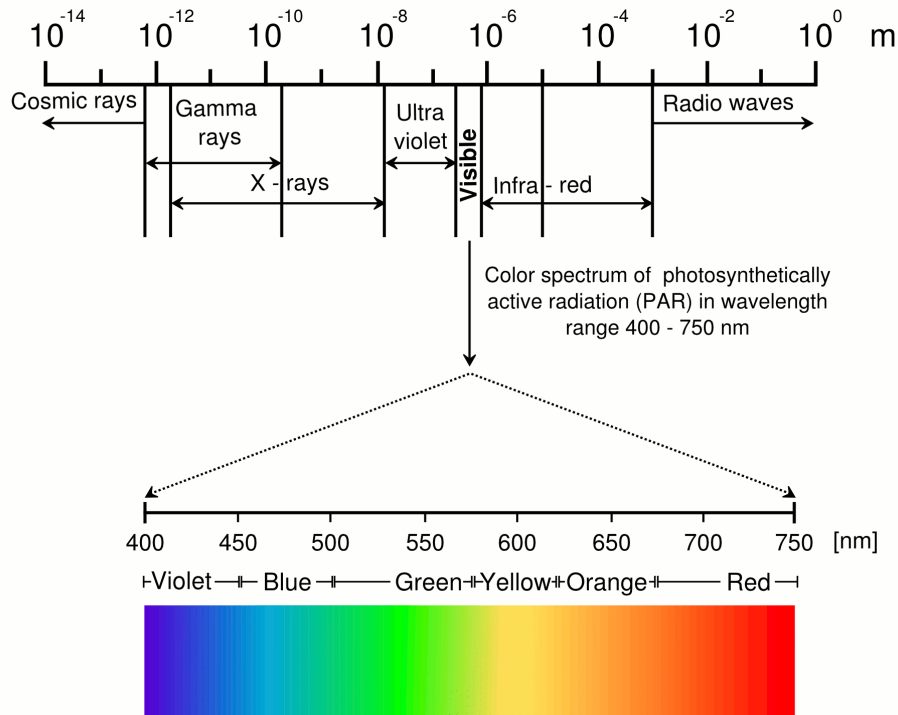 10^-14 10^-12 10^-10 10^-8 10^-6 10^-4 10^-2 10^0 m
Cosmic rays
Gamma
rays
X - rays
Ultra
violet
Visible
Infra - red
Radio waves
Color spectrum of photosynthetically
active radiation (PAR) in wavelength
range 400 - 750 nm
400 450 500 550 600 650 700 750 [nm]
Violet Blue Green Yellow Orange Red